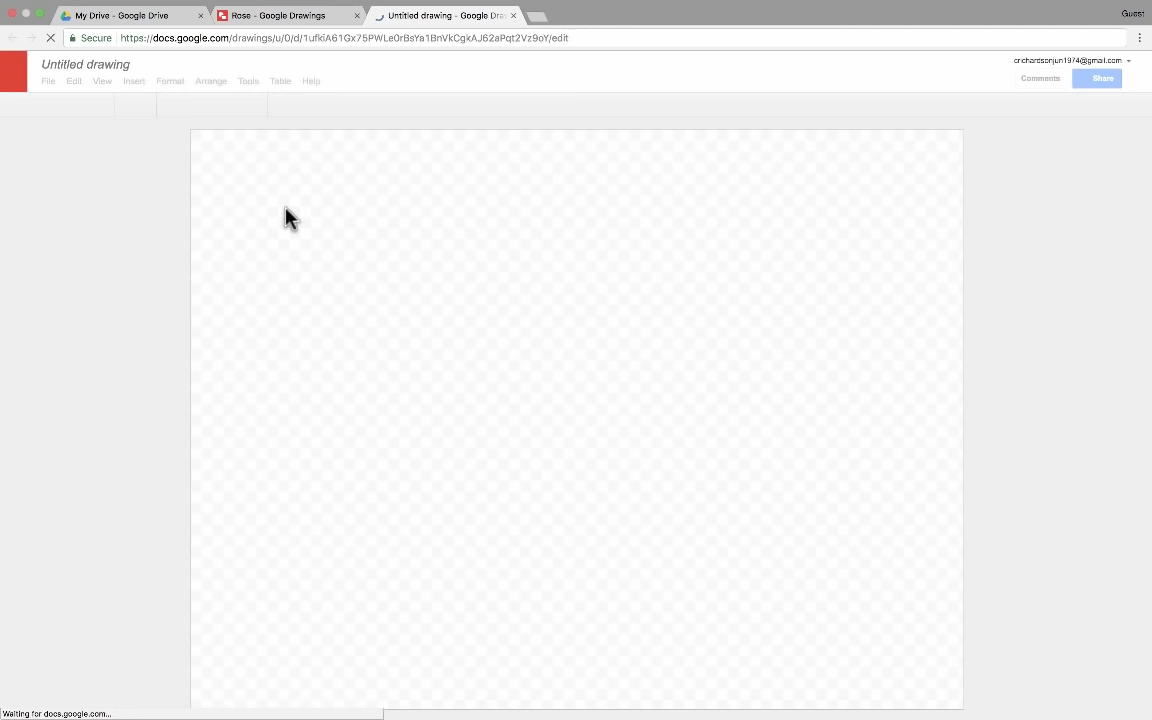 My Drive - Google Drive
Rose - Google Drawings
Untitled drawing - Google Dra
Guest
Secure
https://docs.google.com/drawings/u/0/d/1ufkiA61Gx75PWLe0rBsYa1BnVkCgkAJ62aPqt2Vz9oY/edit
Untitled drawing
crichardsonjun1974@gmail.com
File Edit View Insert Format Arrange Tools Table Help
Comments
Share
Waiting for docs.google.com...